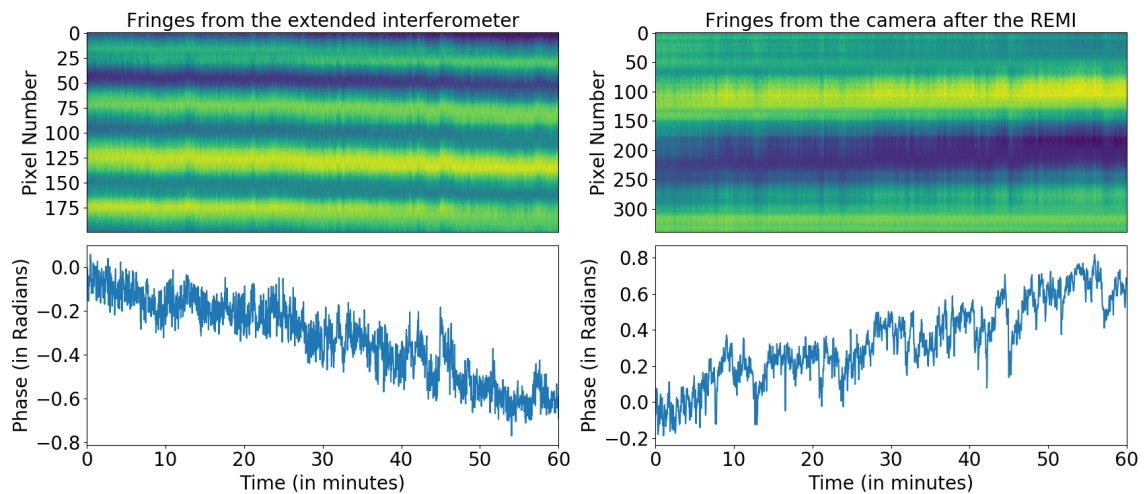 Fringes from the extended interferometer
0
25
50
75
100
125
150
175
Pixel Number
0.0
−0.2
−0.4
−0.6
−0.8
Phase (in Radians)
0 10 20 30 40 50 60
Time (in minutes)
Fringes from the camera after the REMI
0
50
100
150
200
250
300
Pixel Number
0.8
0.6
0.4
0.2
0.0
−0.2
Phase (in Radians)
0 10 20 30 40 50 60
Time (in minutes)